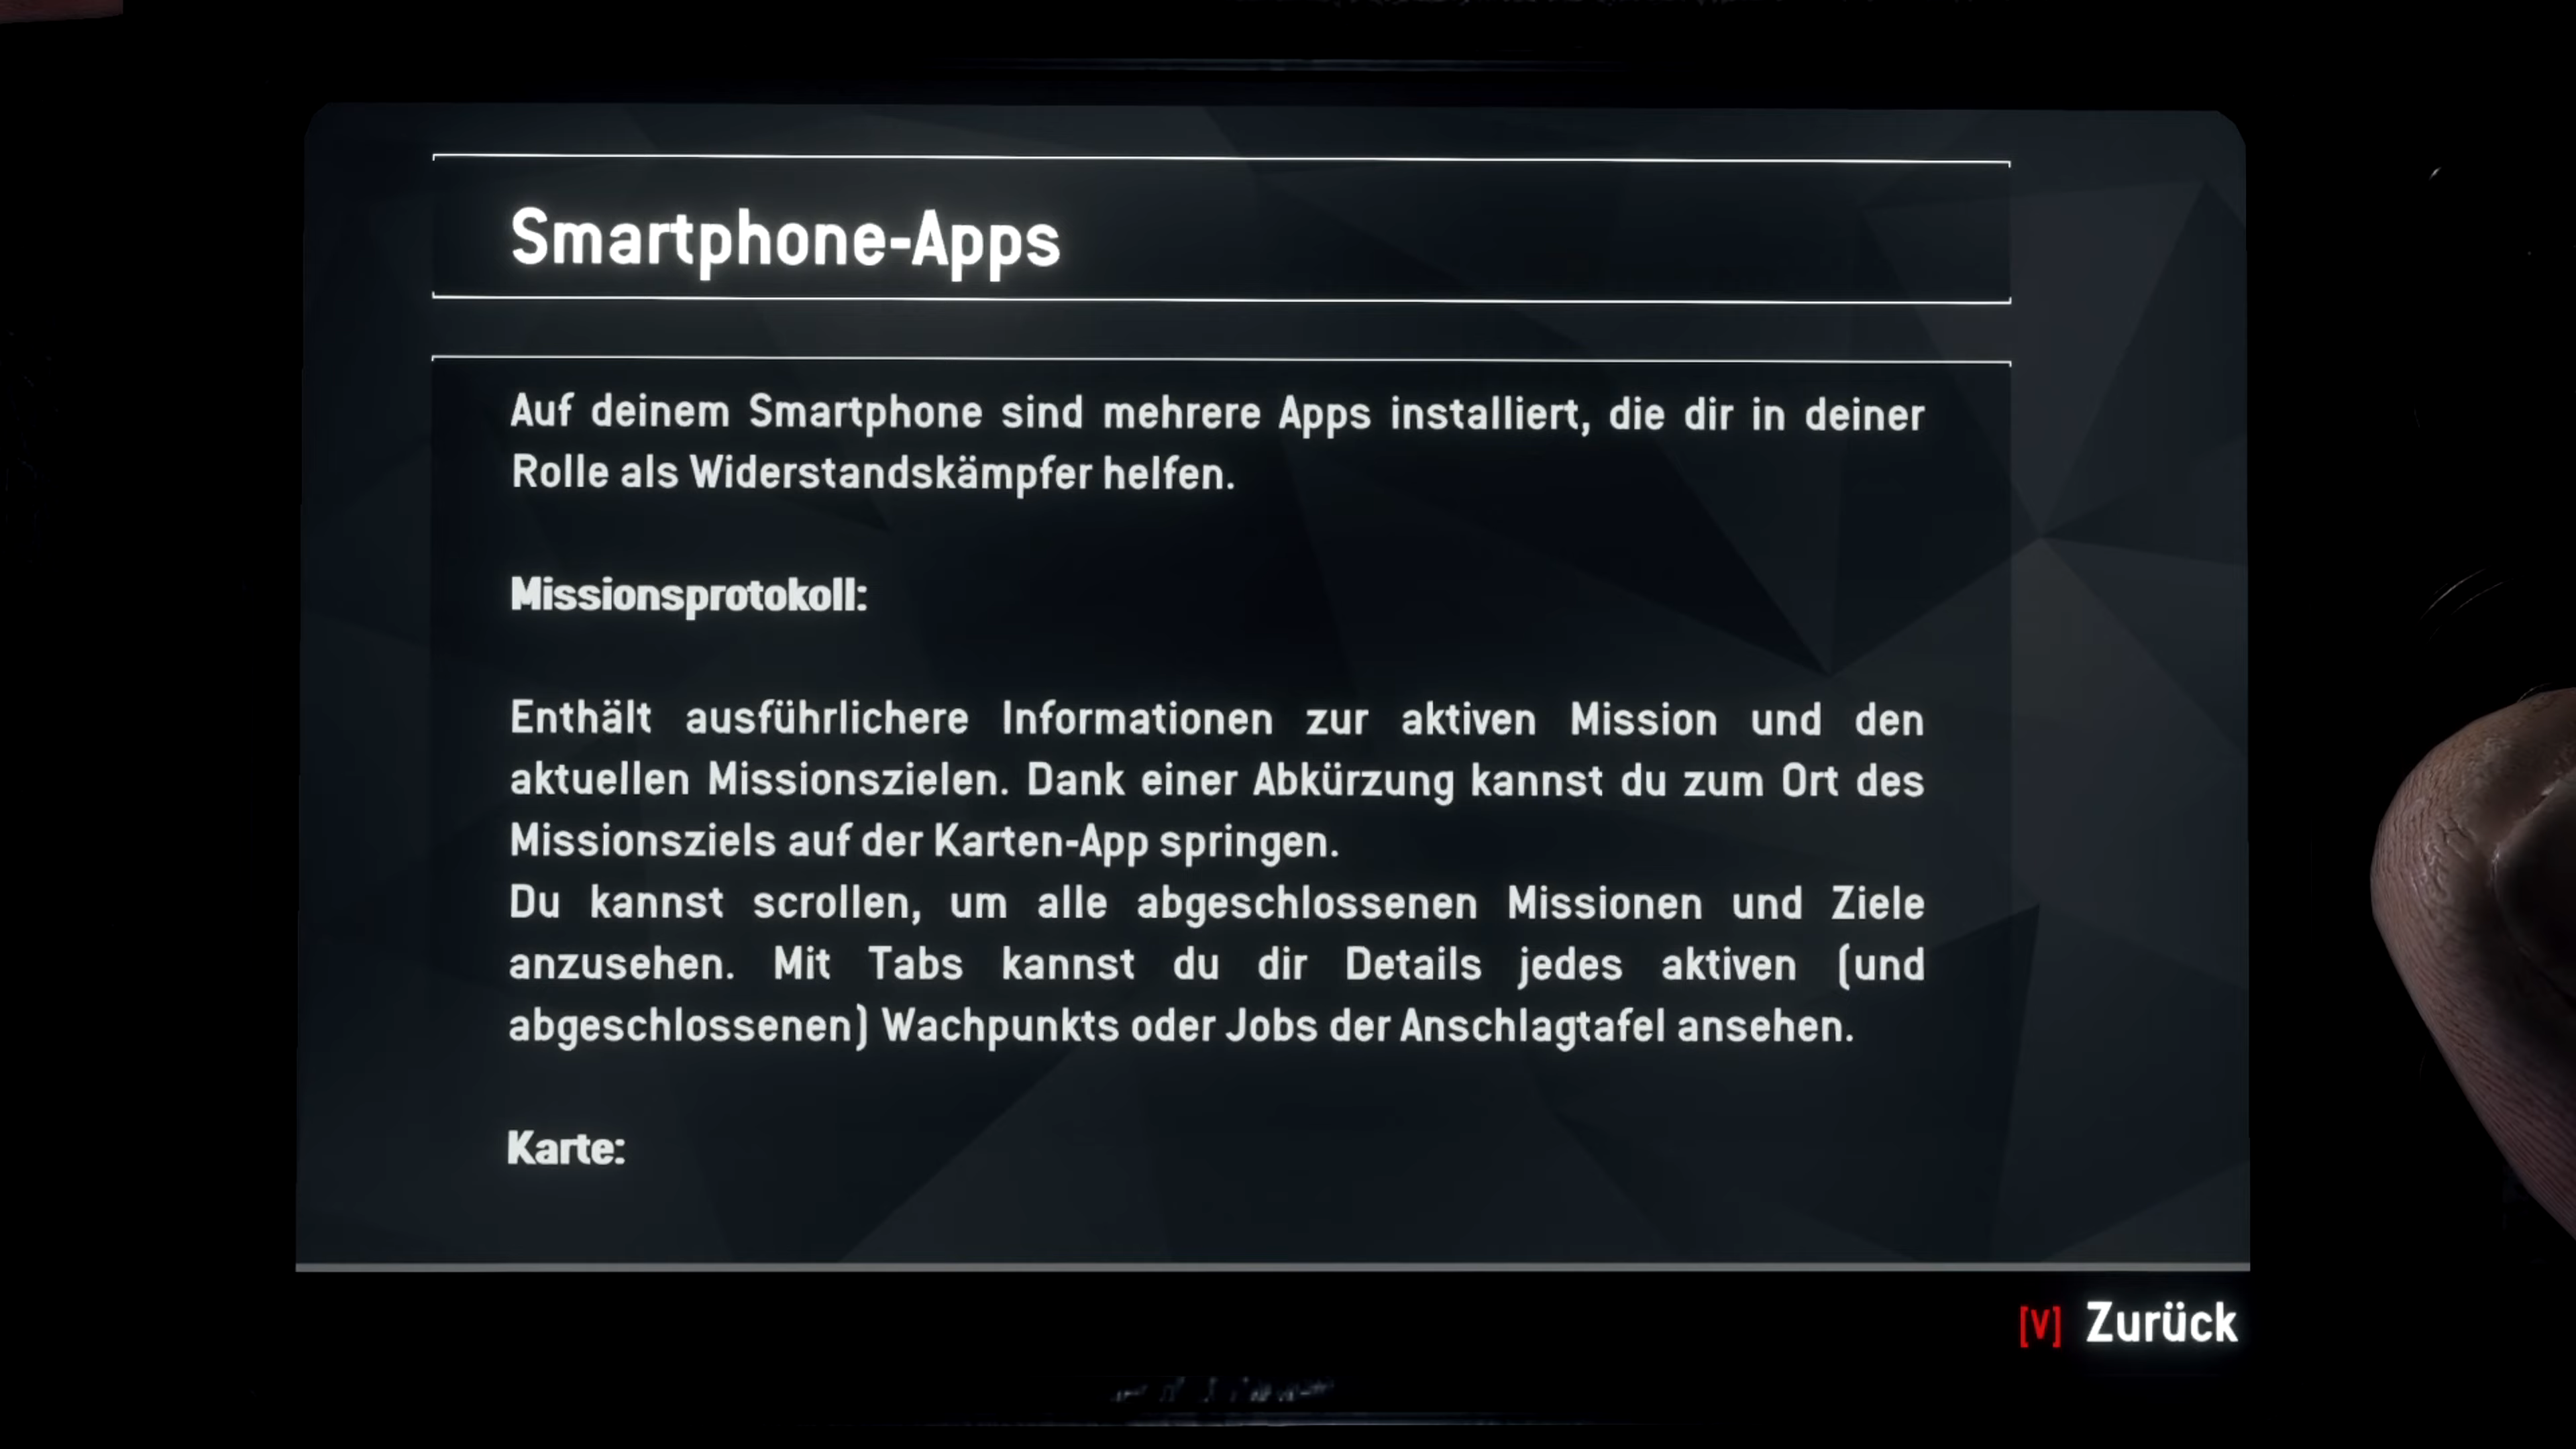 Smartphone-Apps
Auf deinem Smartphone sind mehrere Apps installiert, die dir in deiner
Rolle als Widerstandskämpfer helfen.
Missionsprotokoll:
Enthält ausführlichere Informationen zur aktiven Mission und den
aktuellen Missionszielen. Dank einer Abkürzung kannst du zum Ort des
Missionsziels auf der Karten-App springen.
Du kannst scrollen, um alle abgeschlossenen Missionen und Ziele
anzusehen. Mit Tabs kannst du dir Details jedes aktiven (und
abgeschlossenen) Wachpunkts oder Jobs der Anschlagtafel ansehen.
Karte:
[V] Zurück